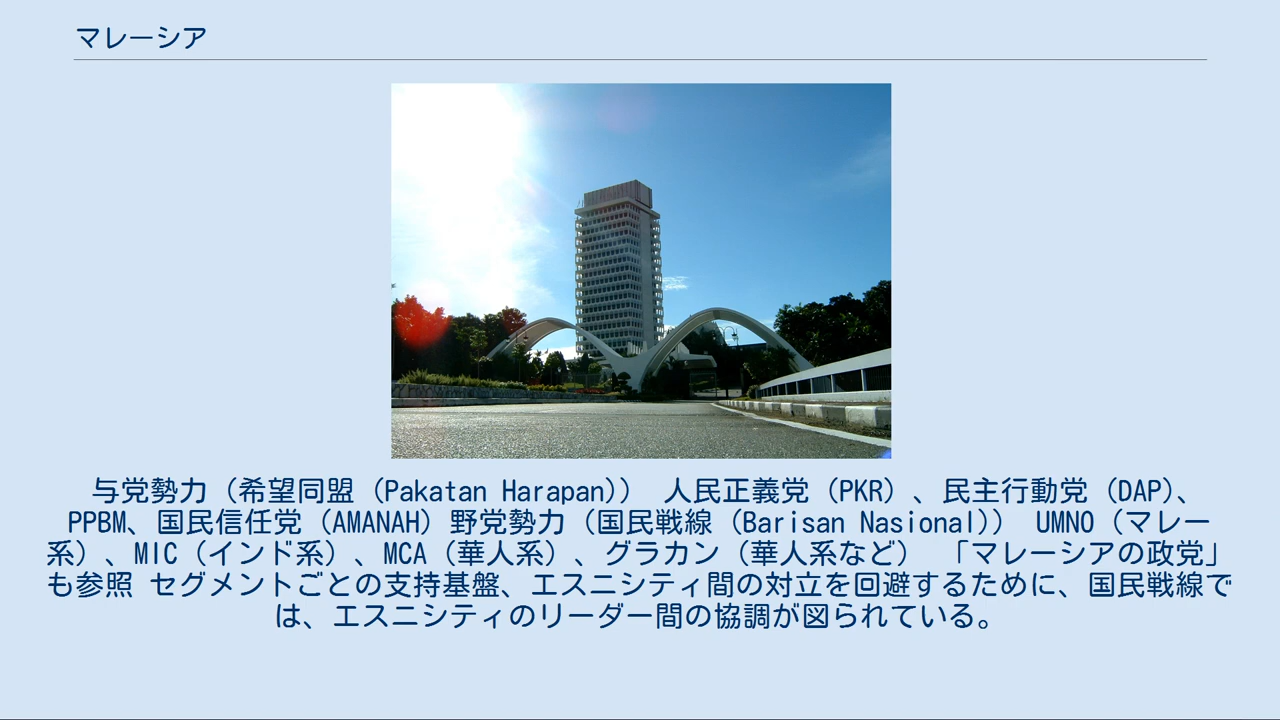 マレーシア
与党勢力（希望同盟（Pakatan Harapan）） 人民正義党（PKR）、民主行動党（DAP）、
PPBM、国民信任党（AMANAH）野党勢力（国民戦線（Barisan Nasional）） UMNO（マレー
系）、MIC（インド系）、MCA（華人系）、グラカン（華人系など） 「マレーシアの政党」
も参照 セグメントごとの支持基盤、エスニシティ間の対立を回避するために、国民戦線で
は、エスニシティのリーダー間の協調が図られている。